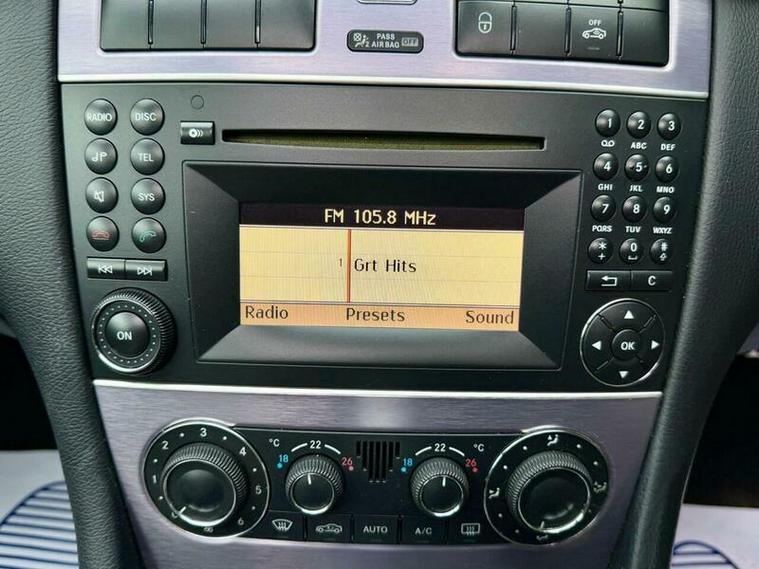 PASS
2 AIR BAG OFF
OFF
RADIO DISC
1 2 3
ABC DEF
JP TEL
4 5 6
GHI JKL MNO
SYS
7 8 9
PQRS TUV WXYZ
* 0 #
C
FM 105.8 MHz
1 Grt Hits
Radio Presets Sound
ON
OK
°C 22 22 °C
18 26 18 26
2 3 4 5 6
AUTO A/C